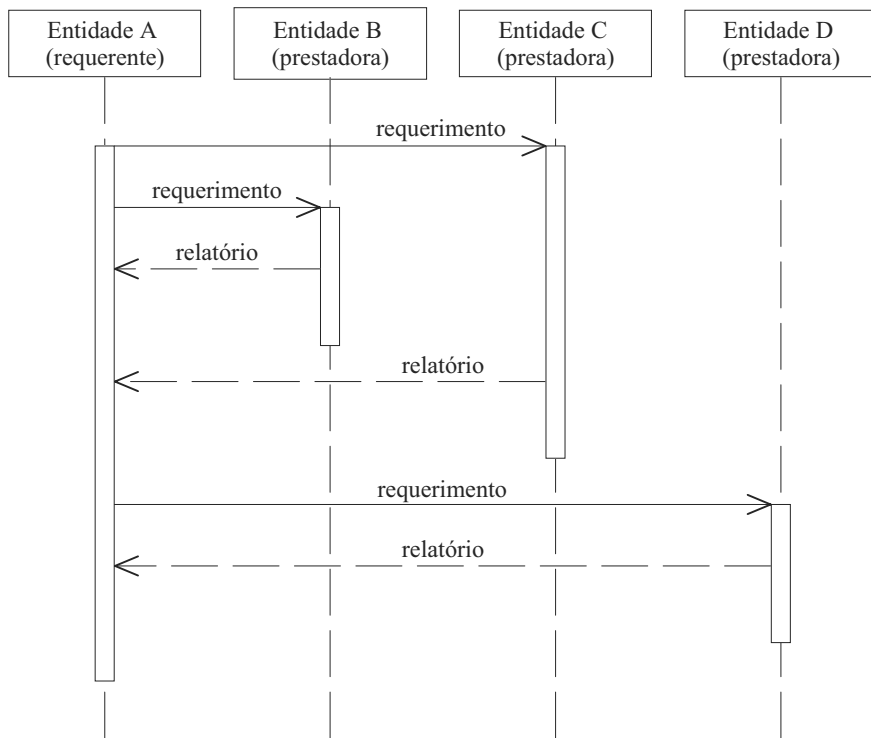 Entidade A
(requerente)
Entidade B
(prestadora)
Entidade C
(prestadora)
Entidade D
(prestadora)
requerimento
requerimento
relatório
relatório
requerimento
relatório